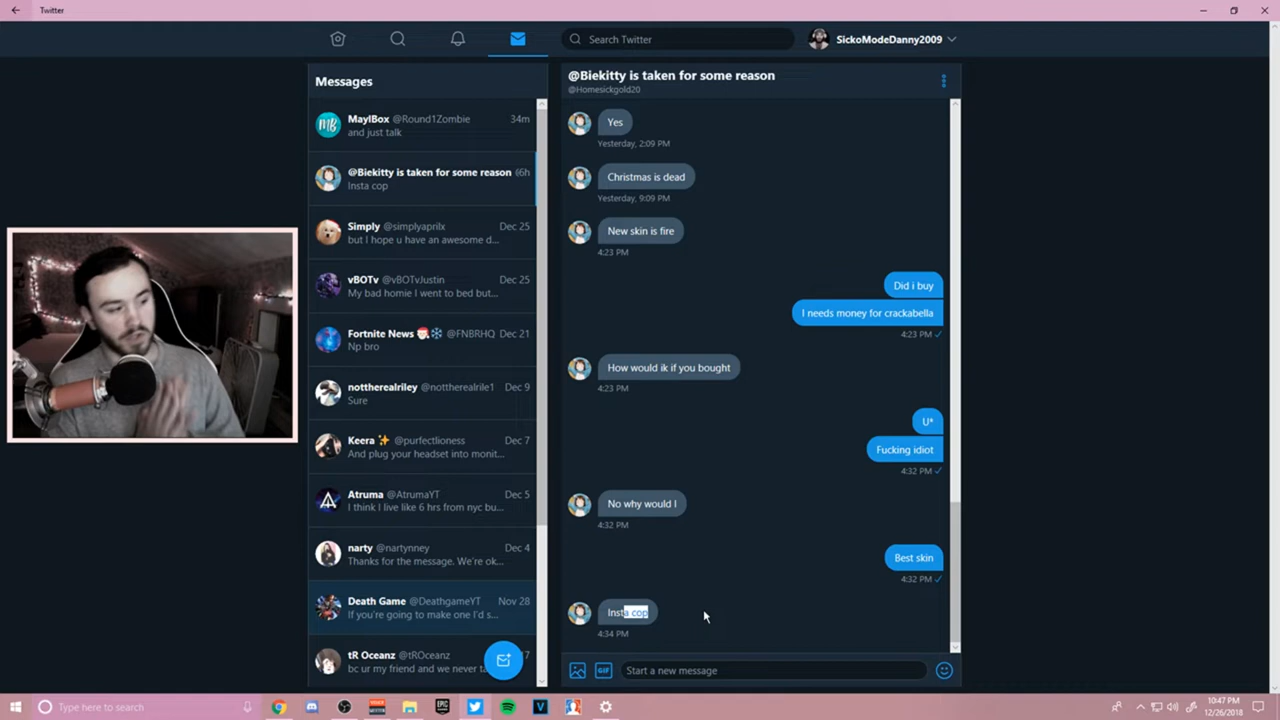 Twitter
Search Twitter
SickoModeDanny2009
Messages
MaylBox @Round1Zombie 34m
and just talk
@Biekitty is taken for some reason 6h
Insta cop
Simply @simplyaprilx Dec 25
but I hope u have an awesome d...
vBOTv @vBOTvJustin Dec 25
My bad homie I went to bed but...
Fortnite News 🎅❄️ @FNBRHQ Dec 21
Np bro
nottherealriley @nottherealrile1 Dec 9
Sure
Keera ✨ @purfectlioness Dec 7
And plug your headset into monit...
Atruma @AtrumaYT Dec 5
I think I live like 6 hrs from nyc bu...
narty @nartynney Dec 4
Thanks for the message. We're ok...
Death Game @DeathgameYT Nov 28
If you're going to make one I'd s...
tR Oceanz @tROceanz
bc ur my friend and we never
@Biekitty is taken for some reason
@Homesickgold20
Yes
Yesterday, 2:09 PM
Christmas is dead
Yesterday, 9:09 PM
New skin is fire
4:23 PM
Did i buy
I needs money for crackabella
4:23 PM ✓
How would ik if you bought
4:23 PM
U*
Fucking idiot
4:32 PM ✓
No why would I
4:32 PM
Best skin
4:32 PM ✓
Insta cop
4:34 PM
GIF
Start a new message
Type here to search
10:47 PM
12/26/2018